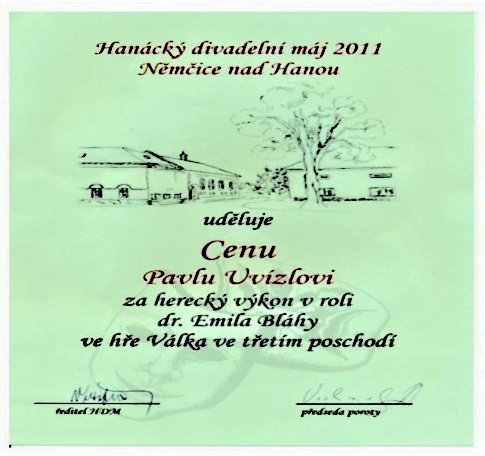 Hanácký divadelní máj 2011
Němčice nad Hanou
uděluje
Cenu
Pavlu Uvízlovi
za herecký výkon v roli
dr. Emila Bláhy
ve hře Válka ve třetím poschodí
ředitel HDM
předseda poroty